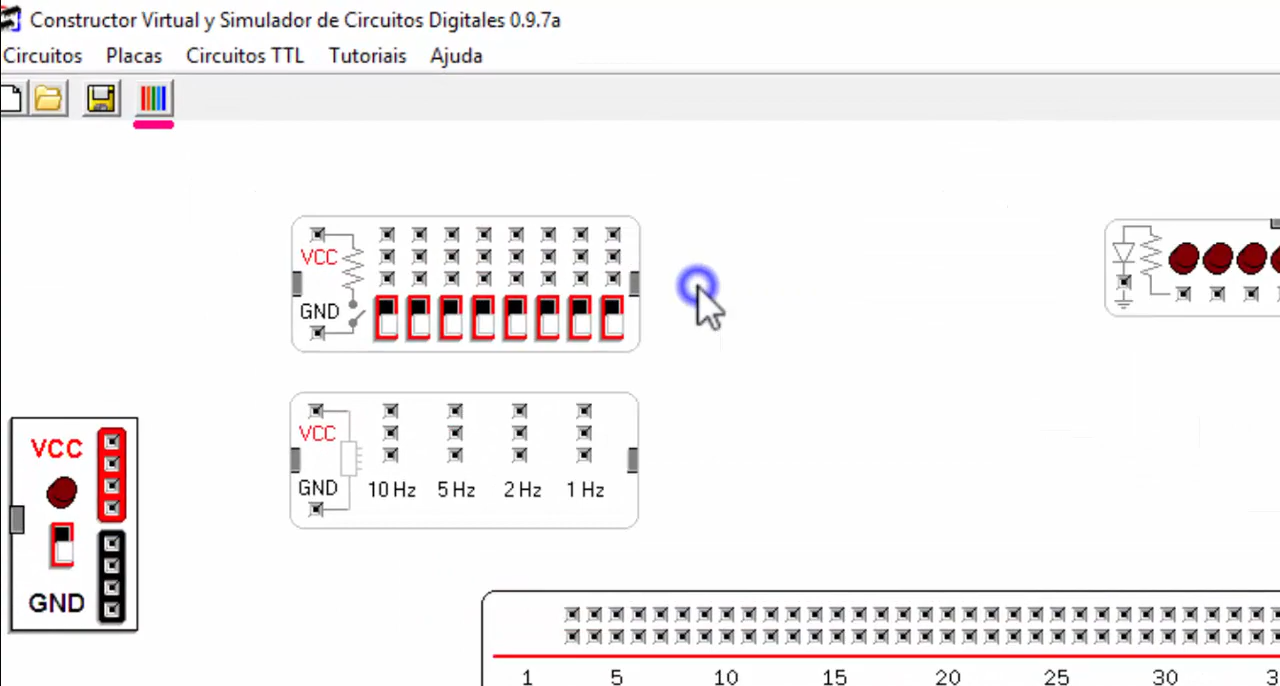 Constructor Virtual y Simulador de Circuitos Digitales 0.9.7a
Circuitos Placas Circuitos TTL Tutoriais Ajuda
VCC
GND
VCC
GND
10 Hz 5 Hz 2 Hz 1 Hz
VCC
GND
1 5 10 15 20 25 30